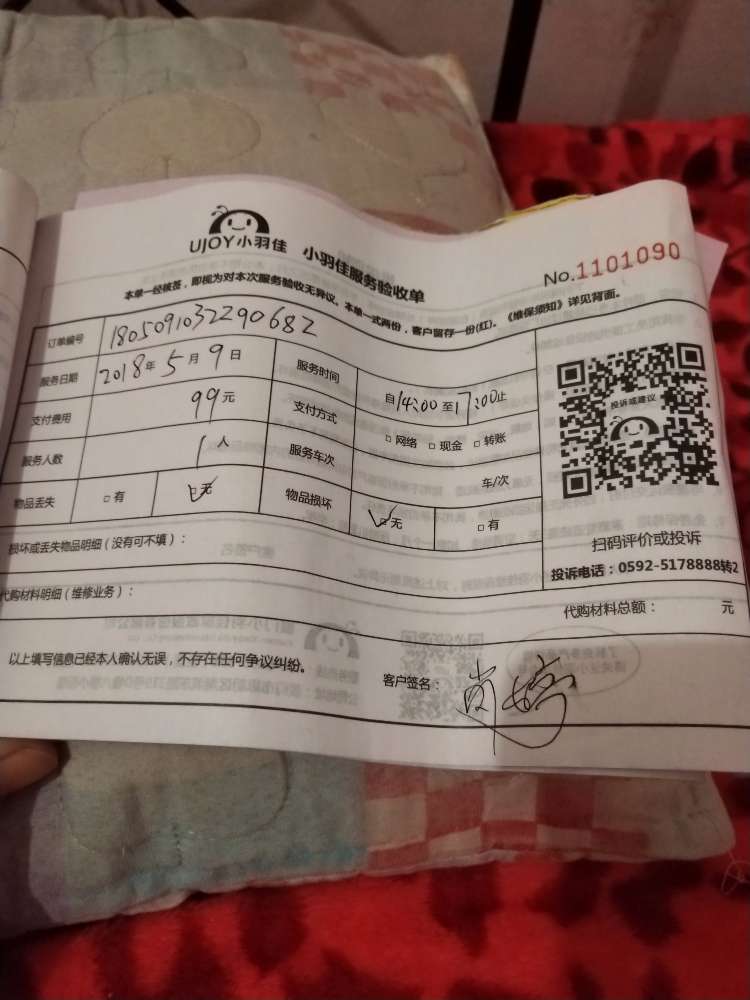 UJOY小羽佳 小羽佳服务验收单 No.1101090
本单一经被签，即视为对本次服务验收无异议。本单一式两份，客户留存一份(红)。《维保须知》详见背面。
订单编号 1805091032290682
服务日期 2018年5月9日 服务时间 自14:00至17:00止
支付费用 99元 支付方式 □网络 □现金 □转账
服务人数 1人 服务车次 车/次
物品丢失 □有 ☑无 物品损坏 ☑无 □有
投诉或建议
扫码评价或投诉
投诉电话：0592-5178888转2
损坏或丢失物品明细（没有可不填）：
代购材料明细（维修业务）： 代购材料总额： 元
以上填写信息已经本人确认无误，不存在任何争议纠纷。 客户签名：